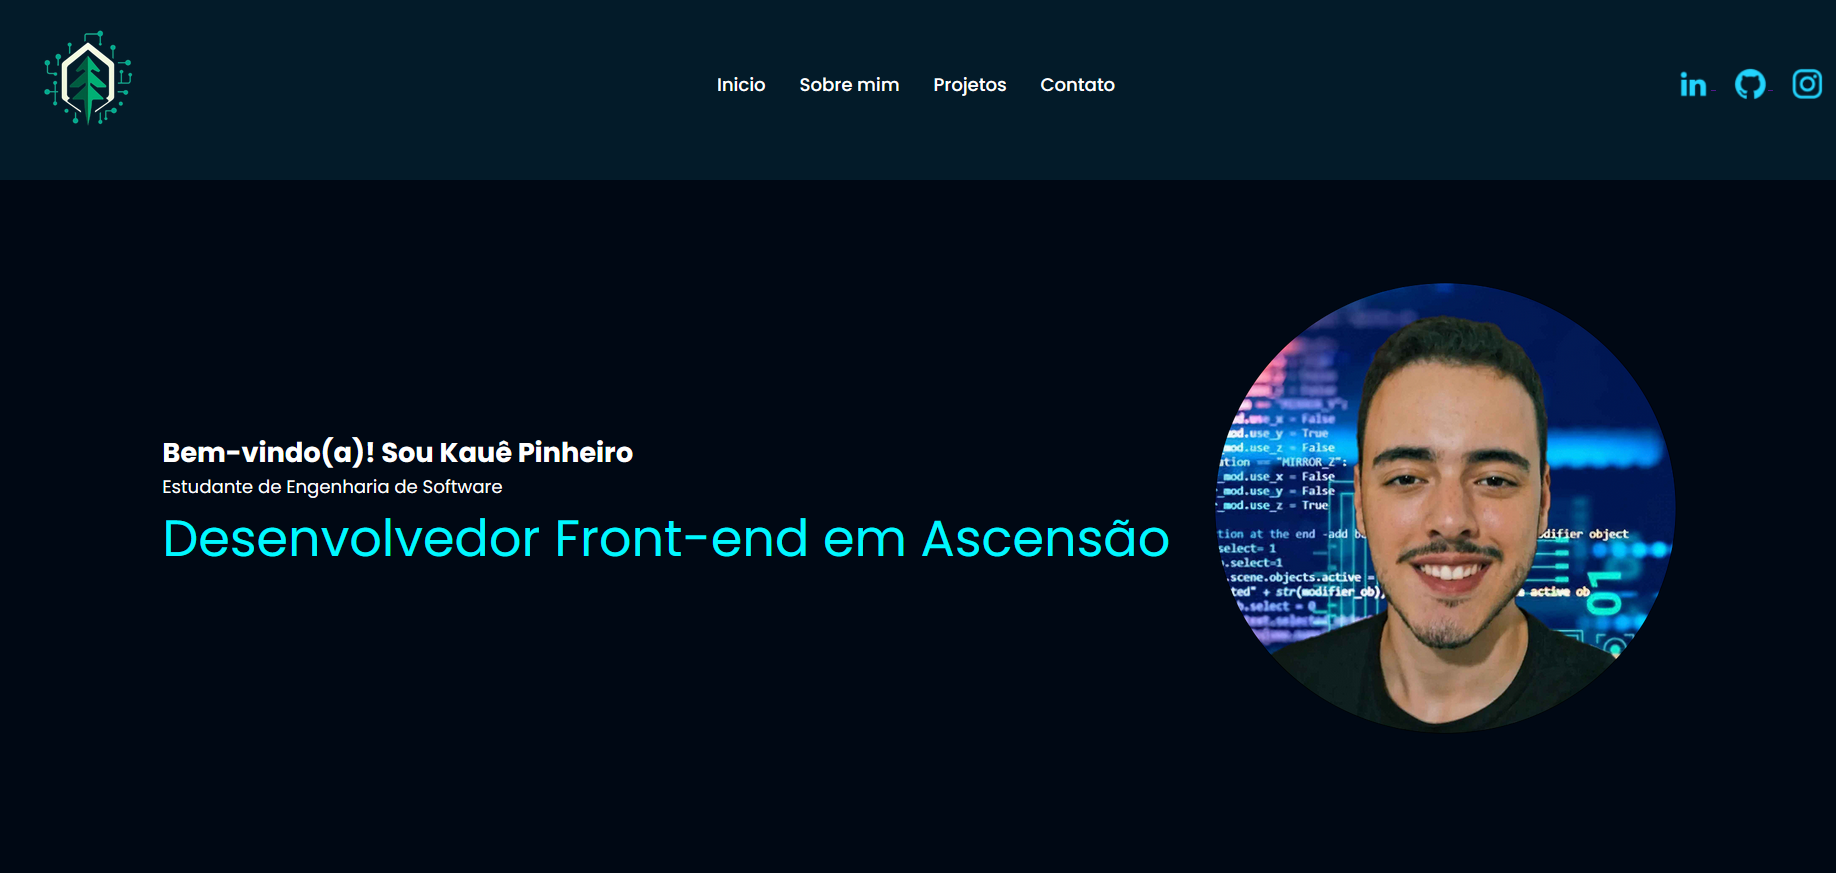 Inicio Sobre mim Projetos Contato
in
Bem-vindo(a)! Sou Kauê Pinheiro
Estudante de Engenharia de Software
Desenvolvedor Front-end em Ascensão
mod.use_x = False
mod.use_y = True
mod.use_z = False
"MIRROR_Z":
_mod.use_x = False
_mod.use_y = False
_mod.use_z = True
tion at the end -add
difier object
select= 1
.select=1
.scene.objects.active =
ted" + str(modifier_ob)
active ob
.select = 0
01